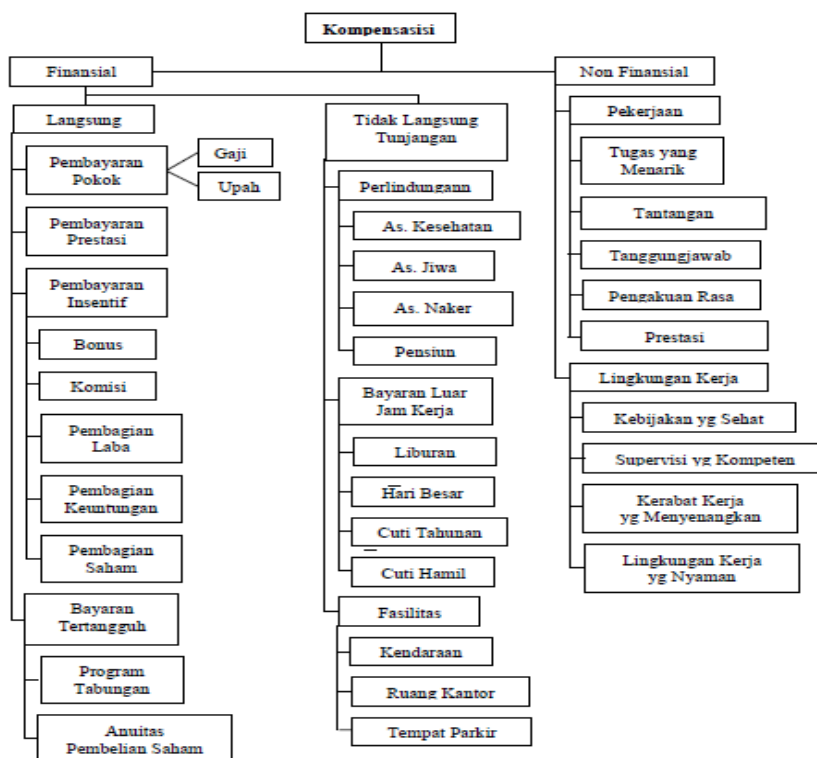 Kompensasisi
Finansial
Non Finansial
Langsung
Pembayaran
Pokok
Gaji
Upah
Pembayaran
Prestasi
Pembayaran
Insentif
Bonus
Komisi
Pembagian
Laba
Pembagian
Keuntungan
Pembagian
Saham
Bayaran
Tertangguh
Program
Tabungan
Anuitas
Pembelian Saham
Tidak Langsung
Tunjangan
Perlindungann
As. Kesehatan
As. Jiwa
As. Naker
Pensiun
Bayaran Luar
Jam Kerja
Liburan
Hari Besar
Cuti Tahunan
Cuti Hamil
Fasilitas
Kendaraan
Ruang Kantor
Tempat Parkir
Pekerjaan
Tugas yang
Menarik
Tantangan
Tanggungjawab
Pengakuan Rasa
Prestasi
Lingkungan Kerja
Kebijakan yg Sehat
Supervisi yg Kompeten
Kerabat Kerja
yg Menyenangkan
Lingkungan Kerja
yg Nyaman